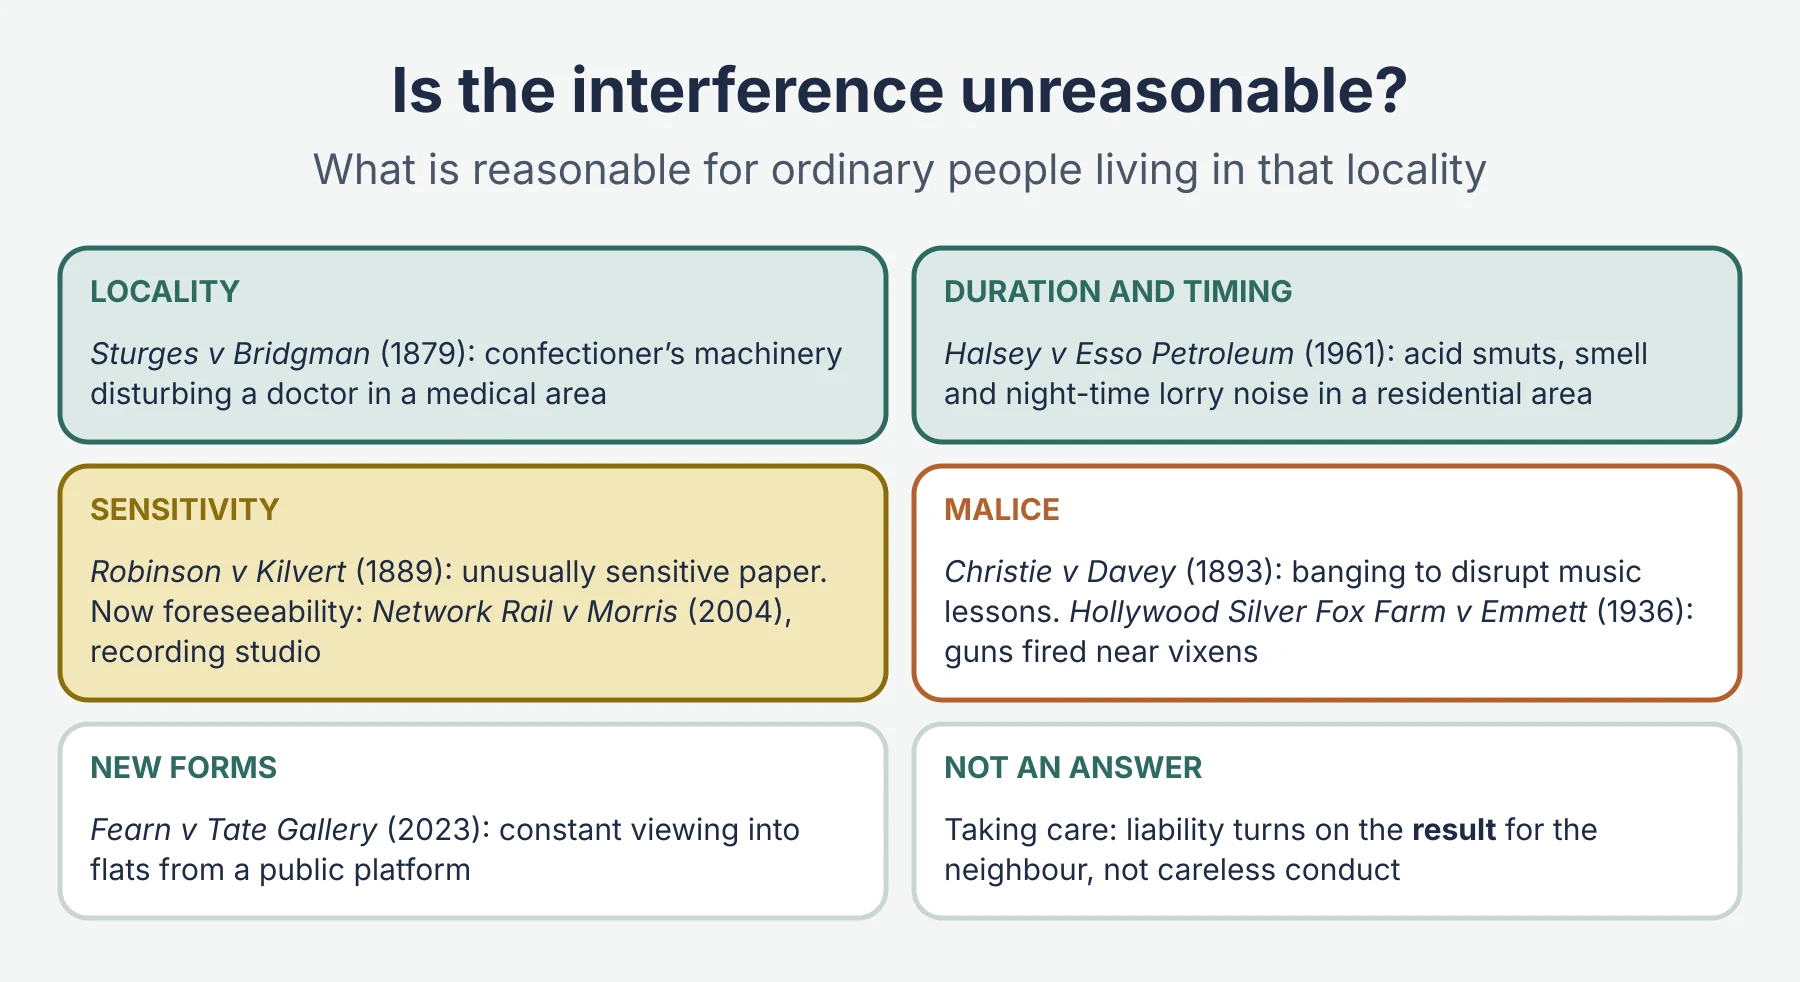 Is the interference unreasonable?
What is reasonable for ordinary people living in that locality
LOCALITY
Sturges v Bridgman (1879): confectioner’s machinery
disturbing a doctor in a medical area
DURATION AND TIMING
Halsey v Esso Petroleum (1961): acid smuts, smell
and night-time lorry noise in a residential area
SENSITIVITY
Robinson v Kilvert (1889): unusually sensitive paper.
Now foreseeability: Network Rail v Morris (2004),
recording studio
MALICE
Christie v Davey (1893): banging to disrupt music
lessons. Hollywood Silver Fox Farm v Emmett (1936):
guns fired near vixens
NEW FORMS
Fearn v Tate Gallery (2023): constant viewing into
flats from a public platform
NOT AN ANSWER
Taking care: liability turns on the result for the
neighbour, not careless conduct